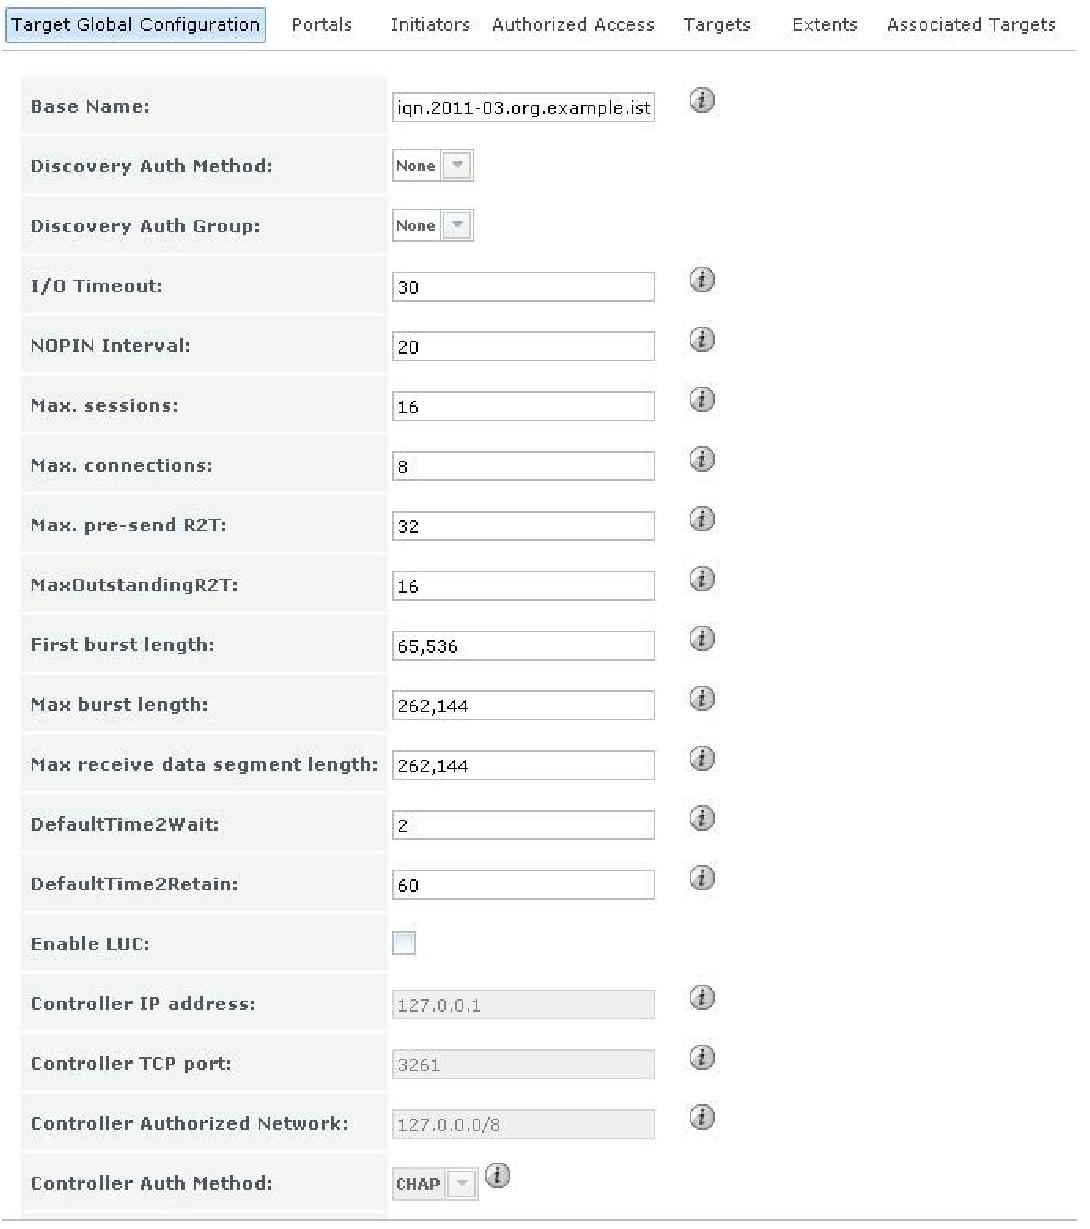 Target Global Configuration Portals Initiators Authorized Access Targets Extents Associated Targets
Base Name: iqn.2011-03.org.example.ist
Discovery Auth Method: None
Discovery Auth Group: None
I/O Timeout: 30
NOPIN Interval: 20
Max. sessions: 16
Max. connections: 8
Max. pre-send R2T: 32
MaxOutstandingR2T: 16
First burst length: 65,536
Max burst length: 262,144
Max receive data segment length: 262,144
DefaultTime2Wait: 2
DefaultTime2Retain: 60
Enable LUC:
Controller IP address: 127.0.0.1
Controller TCP port: 3261
Controller Authorized Network: 127.0.0.0/8
Controller Auth Method: CHAP